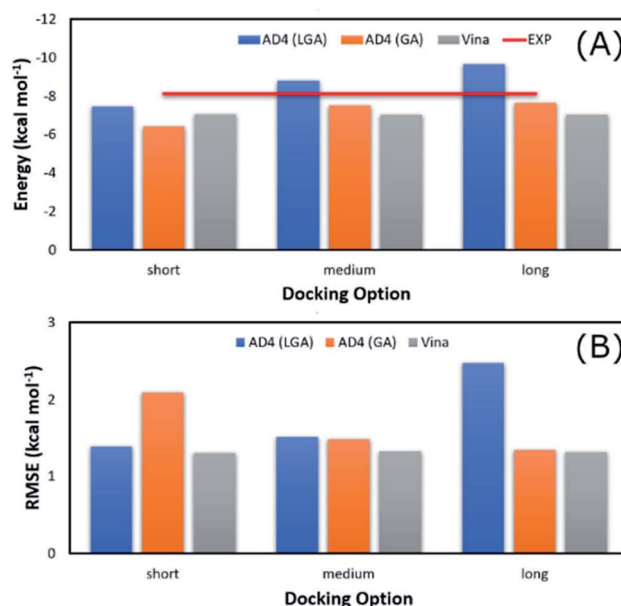 -12
AD4 (LGA) AD4 (GA) Vina EXP (A)
-10
-8
-6
-4
-2
0
Energy (kcal mol⁻¹)
short medium long
Docking Option
3
AD4 (LGA) AD4 (GA) Vina (B)
2
1
0
RMSE (kcal mol⁻¹)
short medium long
Docking Option